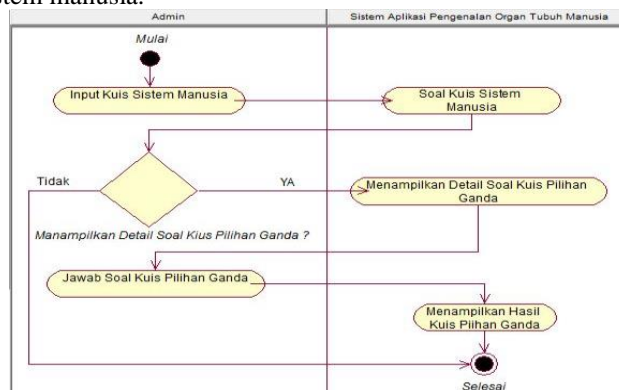 stem manusia.
Admin
Sistem Aplikasi Pengenalan Organ Tubuh Manusia
Mulai
Input Kuis Sistem Manusia
Soal Kuis Sistem
Manusia
Tidak
YA
Menampilkan Detail Soal Kuis Pilihan
Ganda
Manampilkan Detail Soal Kius Pilihan Ganda ?
Jawab Soal Kuis Pilihan Ganda
Menampilkan Hasil
Kuis Piihan Ganda
Selesai